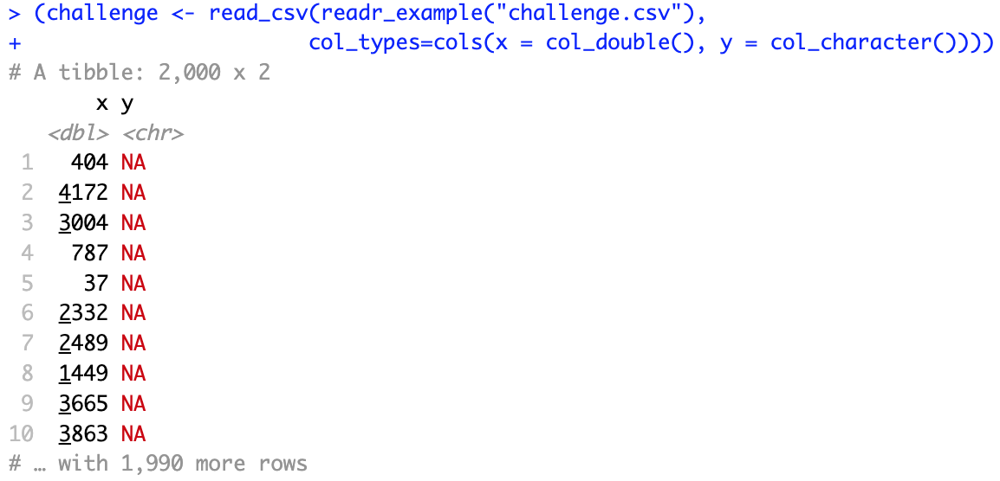 > (challenge <- read_csv(readr_example("challenge.csv"),
+                        col_types=cols(x = col_double(), y = col_character())))
# A tibble: 2,000 x 2
       x y
   <dbl> <chr>
 1   404 NA
 2  4172 NA
 3  3004 NA
 4   787 NA
 5    37 NA
 6  2332 NA
 7  2489 NA
 8  1449 NA
 9  3665 NA
10  3863 NA
# … with 1,990 more rows